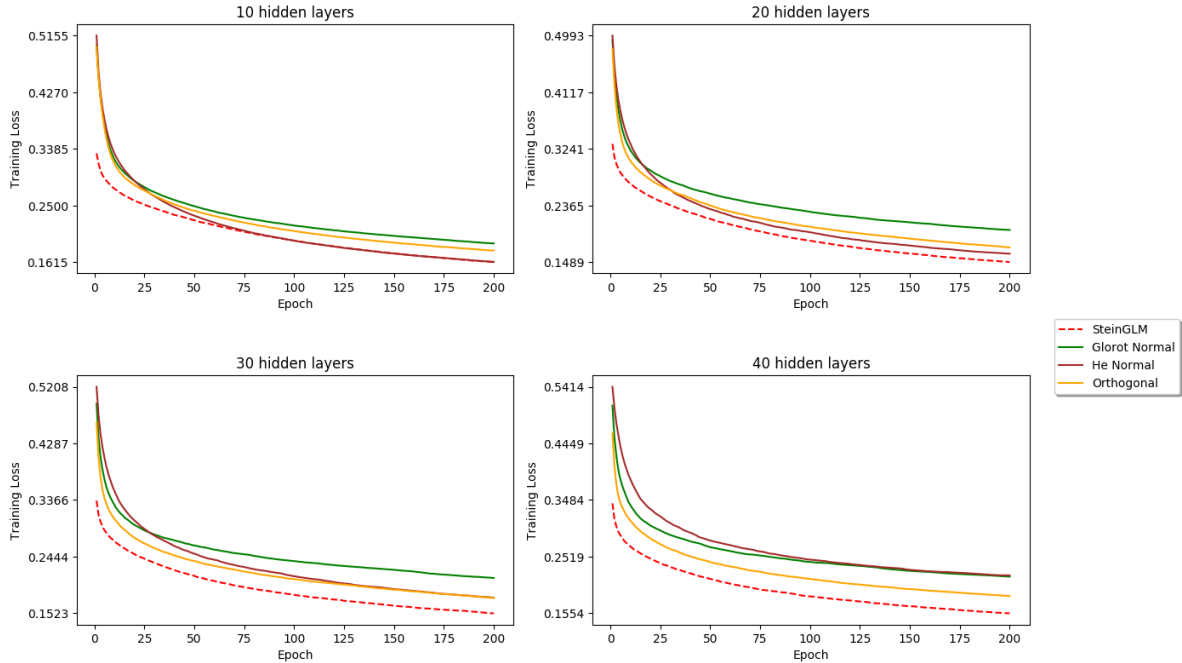 10 hidden layers
0.5155
0.4270
0.3385
0.2500
0.1615
Training Loss
0 25 50 75 100 125 150 175 200
Epoch
20 hidden layers
0.4993
0.4117
0.3241
0.2365
0.1489
Training Loss
0 25 50 75 100 125 150 175 200
Epoch
SteinGLM
Glorot Normal
He Normal
Orthogonal
30 hidden layers
0.5208
0.4287
0.3366
0.2444
0.1523
Training Loss
0 25 50 75 100 125 150 175 200
Epoch
40 hidden layers
0.5414
0.4449
0.3484
0.2519
0.1554
Training Loss
0 25 50 75 100 125 150 175 200
Epoch